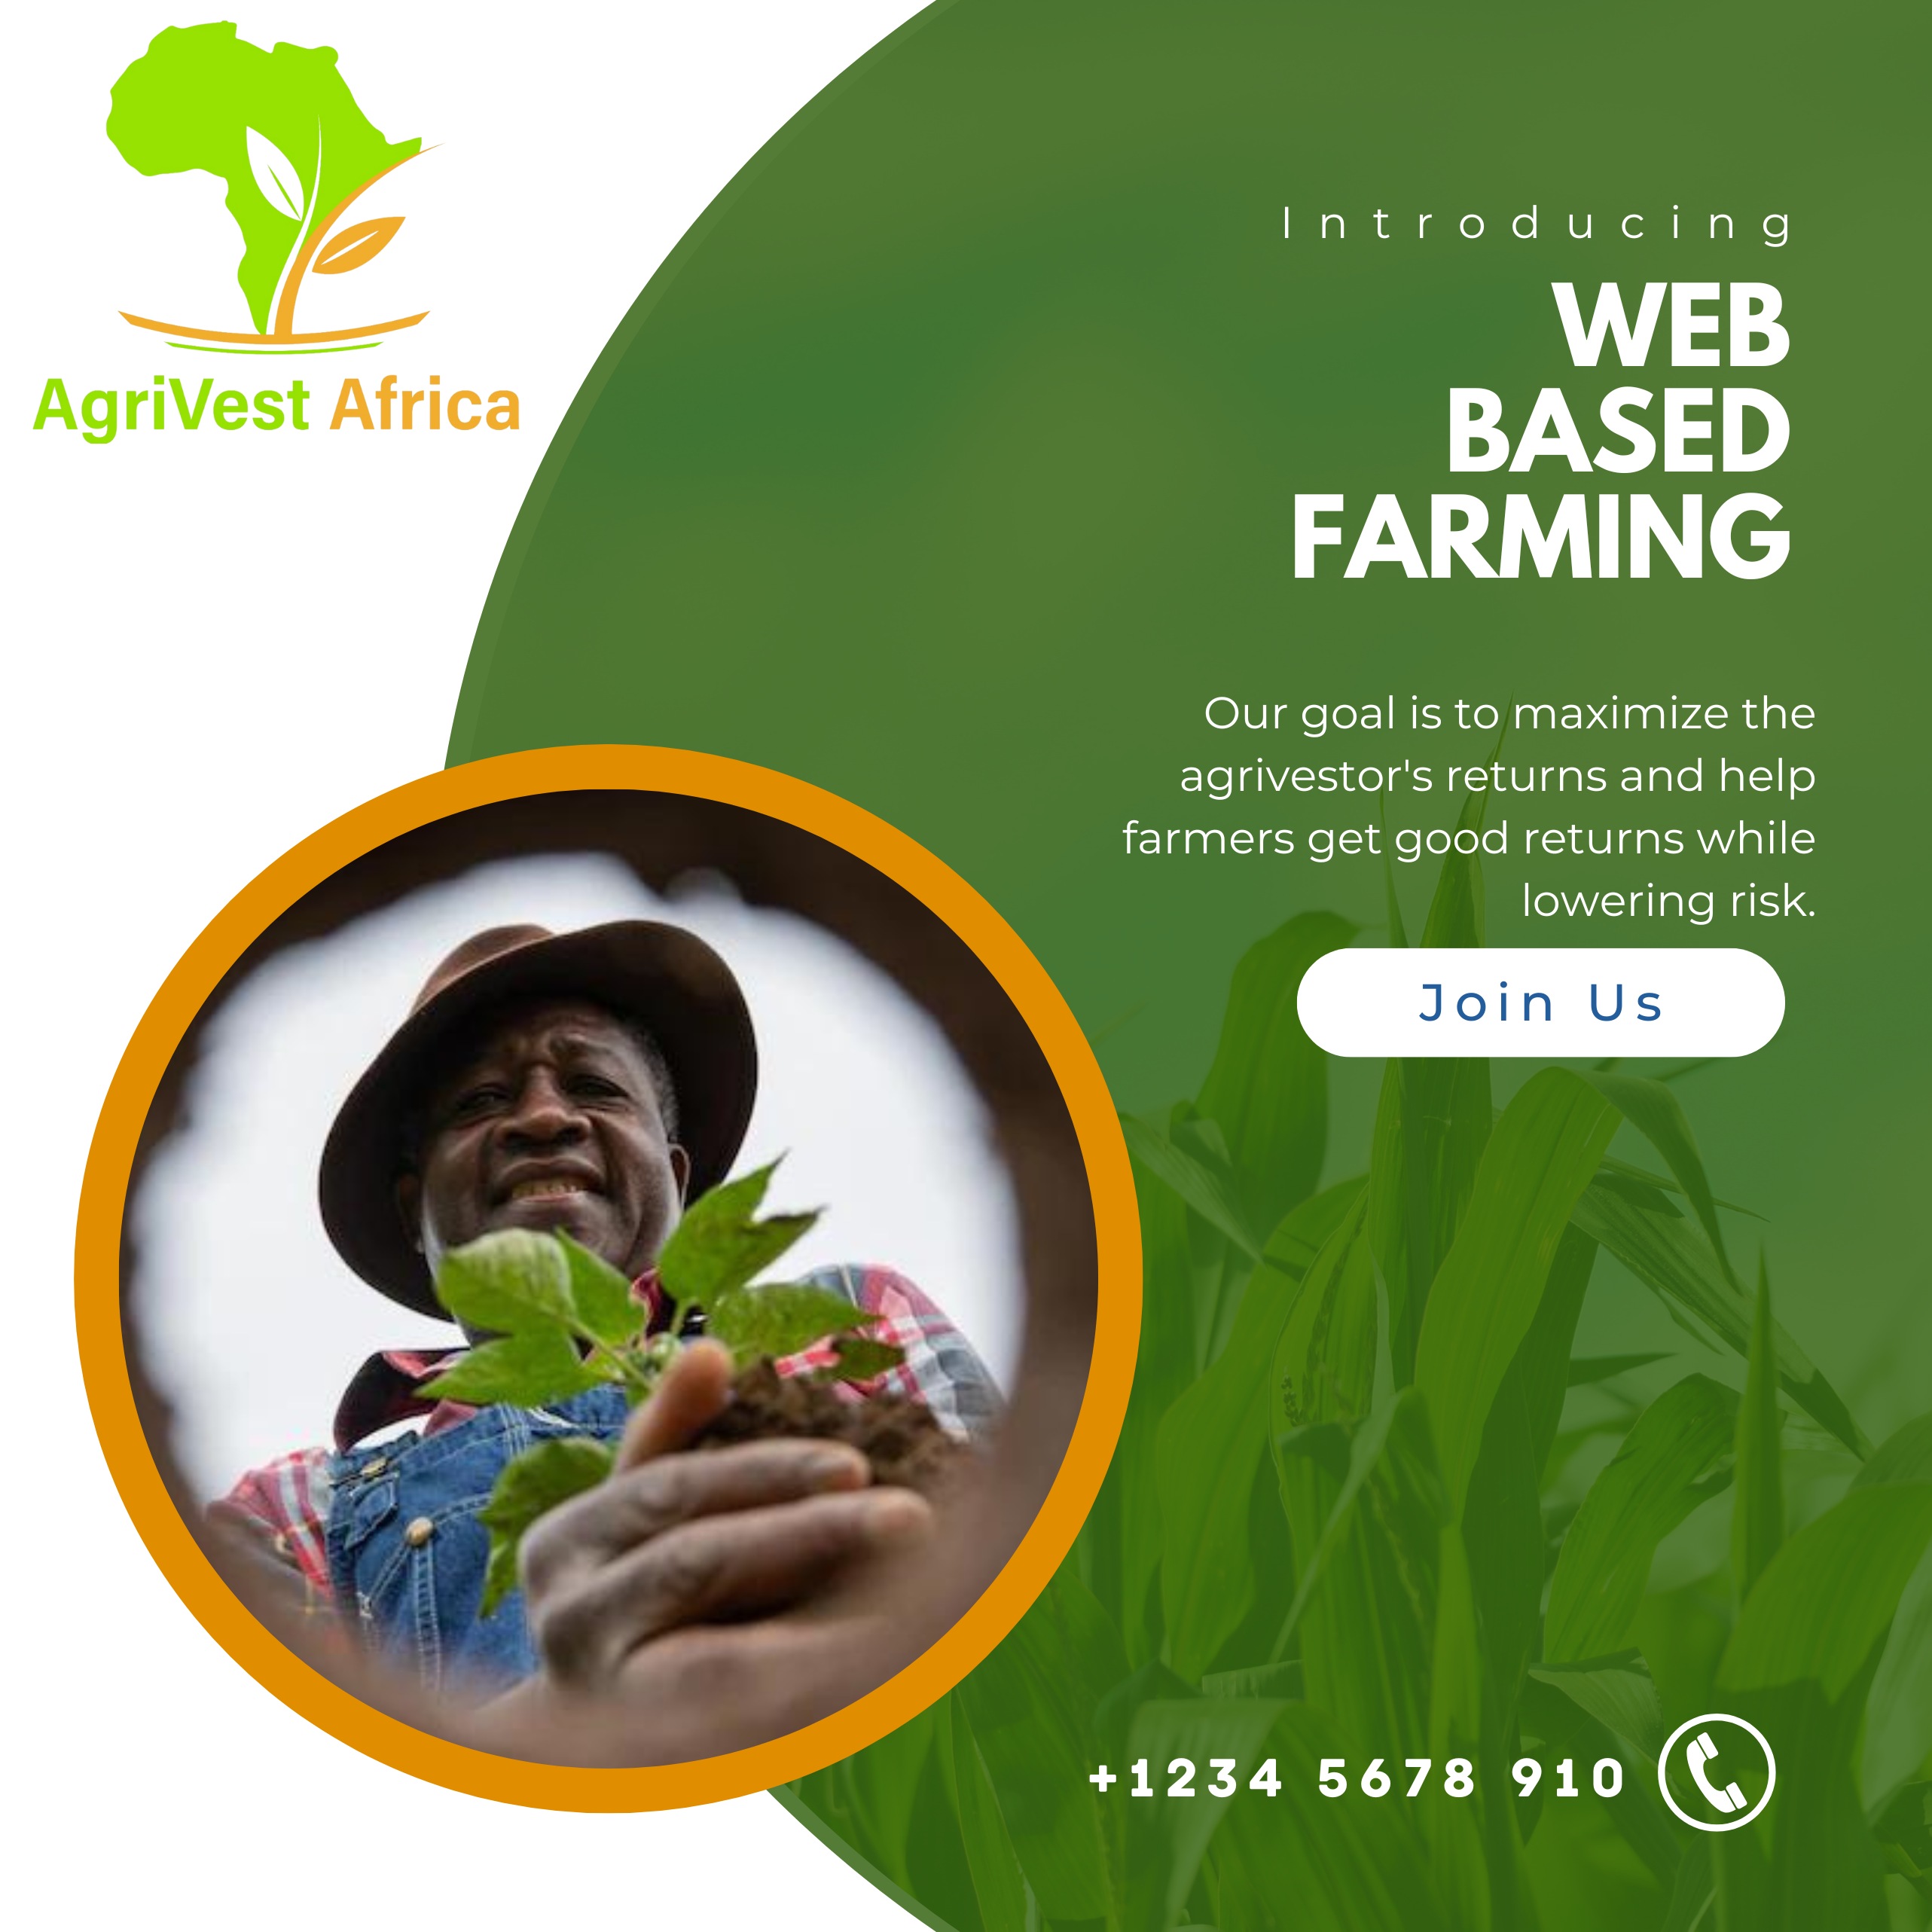 AgriVest Africa
Introducing
WEB
BASED
FARMING
Our goal is to maximize the
agrivestor's returns and help
farmers get good returns while
lowering risk.
Join Us
+1234 5678 910